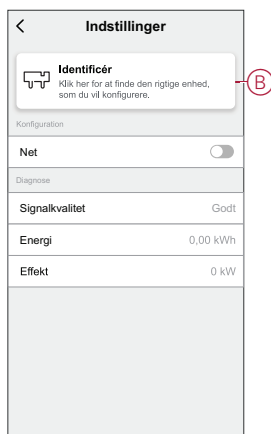 Indstillinger
Identificér
Klik her for at finde den rigtige enhed,
som du vil konfigurere.
B
Konfiguration
Net
Diagnose
Signalkvalitet Godt
Energi 0,00 kWh
Effekt 0 kW